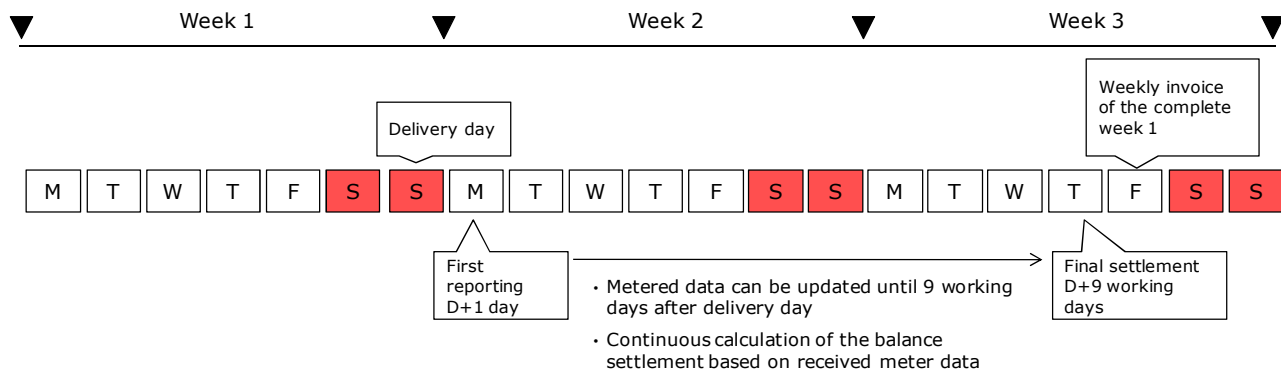 Week 1 Week 2 Week 3
Weekly invoice
of the complete
week 1
Delivery day
M T W T F S S M T W T F S S M T W T F S S
First
reporting
D+1 day
• Metered data can be updated until 9 working
days after delivery day
• Continuous calculation of the balance
settlement based on received meter data
Final settlement
D+9 working
days